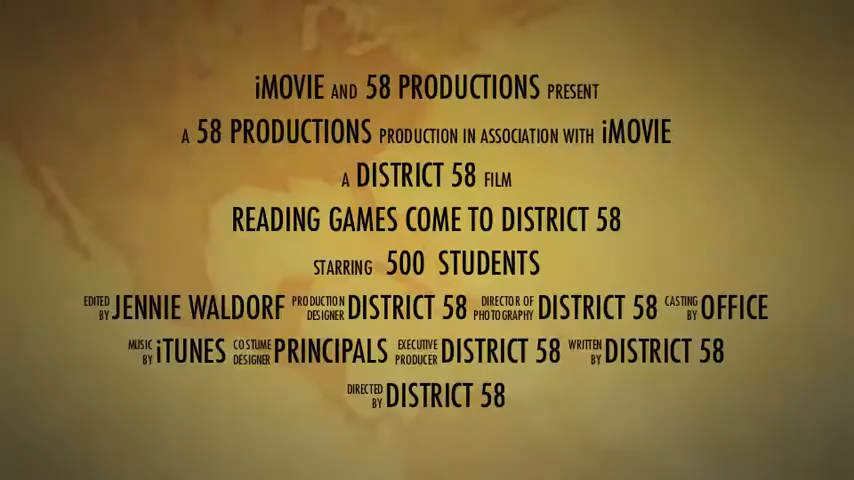 iMOVIE AND 58 PRODUCTIONS PRESENT
A 58 PRODUCTIONS PRODUCTION IN ASSOCIATION WITH iMOVIE
A DISTRICT 58 FILM
READING GAMES COME TO DISTRICT 58
STARRING 500 STUDENTS
EDITED BY JENNIE WALDORF PRODUCTION DESIGNER DISTRICT 58 DIRECTOR OF PHOTOGRAPHY DISTRICT 58 CASTING BY OFFICE
MUSIC BY iTUNES COSTUME DESIGNER PRINCIPALS EXECUTIVE PRODUCER DISTRICT 58 WRITTEN BY DISTRICT 58
DIRECTED BY DISTRICT 58